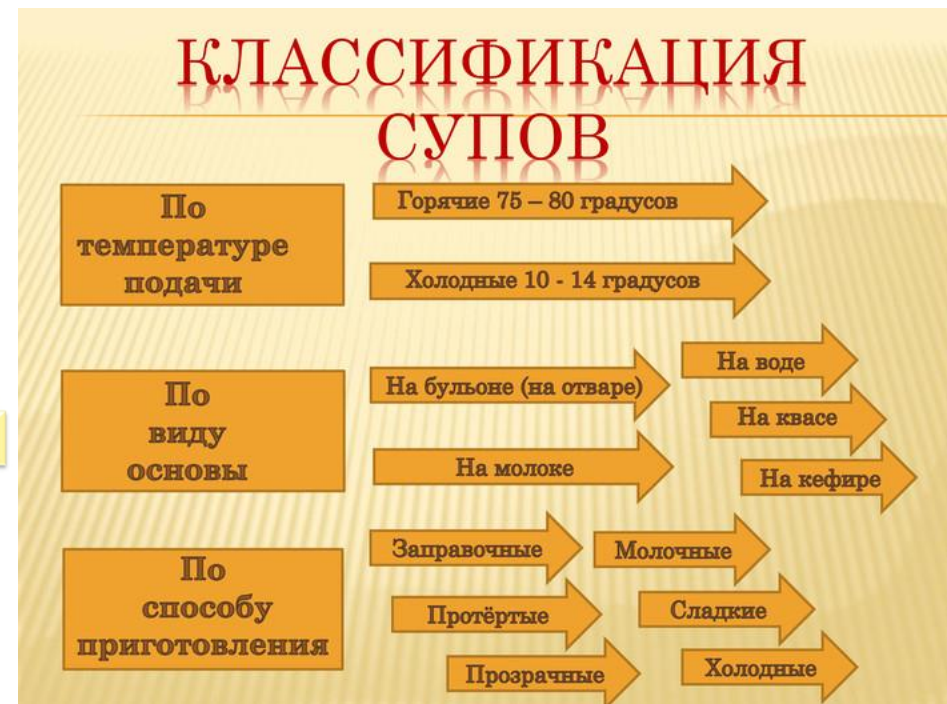 КЛАССИФИКАЦИЯ
СУПОВ
По
температуре
подачи
Горячие 75 – 80 градусов
Холодные 10 - 14 градусов
По
виду
основы
На бульоне (на отваре)
На молоке
На воде
На квасе
На кефире
По
способу
приготовления
Заправочные
Молочные
Протёртые
Сладкие
Прозрачные
Холодные